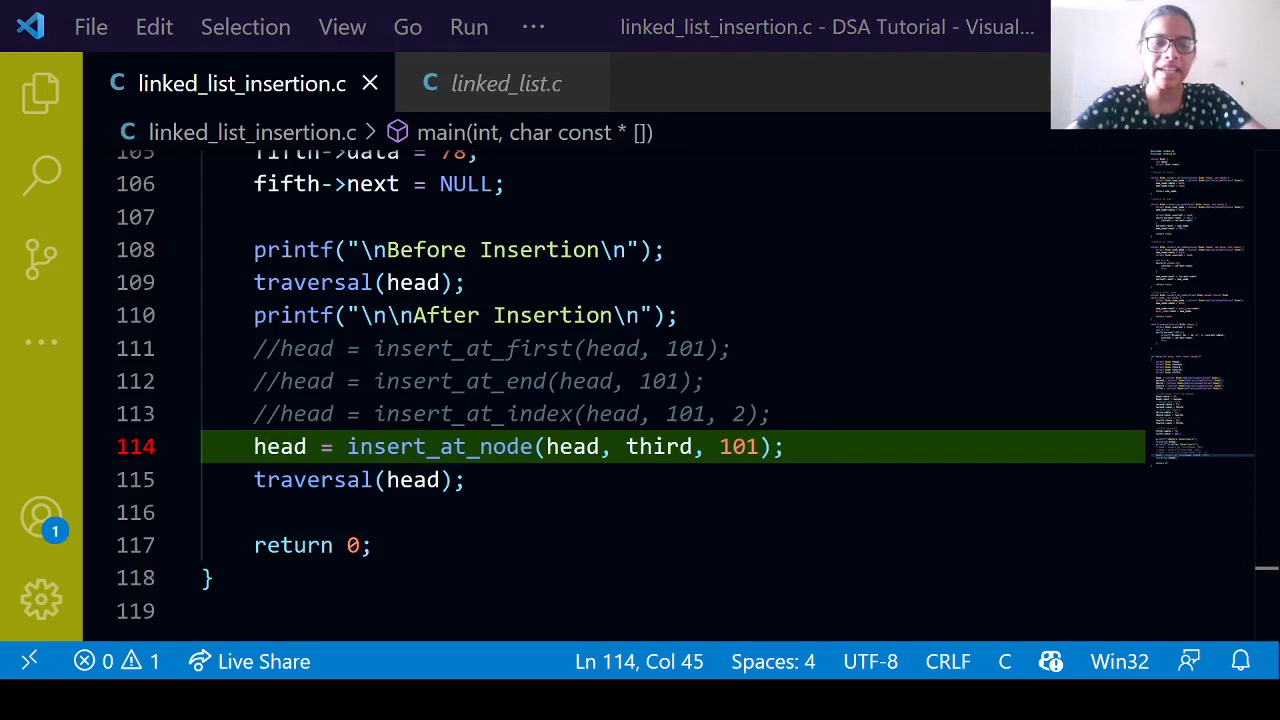 File Edit Selection View Go Run ··· linked_list_insertion.c - DSA Tutorial - Visual...
C linked_list_insertion.c × C linked_list.c
C linked_list_insertion.c > main(int, char const * [])
105 fifth->data = 78;
106 fifth->next = NULL;
107
108 printf("\nBefore Insertion\n");
109 traversal(head);
110 printf("\n\nAfter Insertion\n");
111 //head = insert_at_first(head, 101);
112 //head = insert_at_end(head, 101);
113 //head = insert_at_index(head, 101, 2);
114 head = insert_at_node(head, third, 101);
115 traversal(head);
116
117 return 0;
118 }
119
1
0 1 Live Share Ln 114, Col 45 Spaces: 4 UTF-8 CRLF C Win32